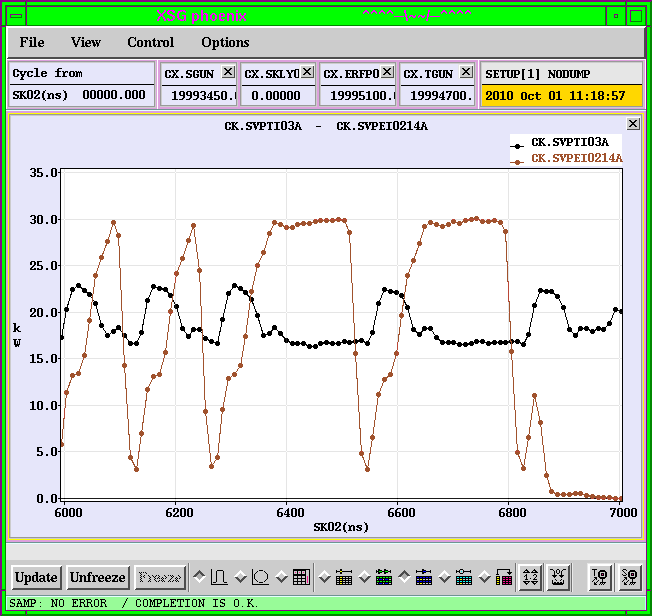 XSG phoenix ^^^^—\~~/—^^^^
File View Control Options
Cycle from
SK02(ns) 00000.000
CX.SGUN
19993450.
CX.SKLY
0.00000
CX.ERFP
19995100.
CX.TGUN
19994700.
SETUP[1] NODUMP
2010 Oct 01 11:18:57
CK.SVPTI03A - CK.SVPEI0214A
CK.SVPTI03A
CK.SVPEI0214A
35.0
30.0
25.0
20.0
kW
15.0
10.0
5.0
0.0
6000 6200 6400 6600 6800 7000
SK02(ns)
Update Unfreeze Freeze
SAMP: NO ERROR / COMPLETION IS O.K.